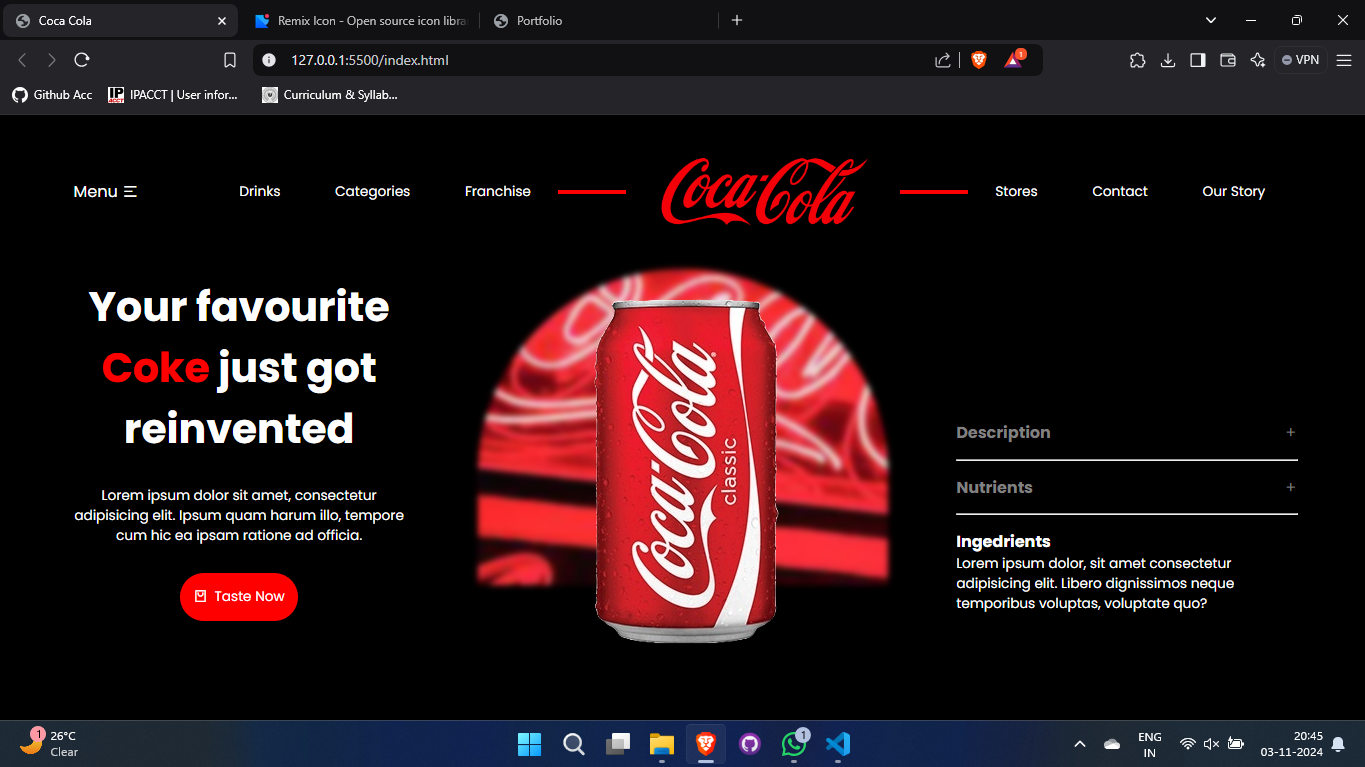 Coca Cola
Remix Icon - Open source icon libra
Portfolio
127.0.0.1:5500/index.html
1
VPN
Github Acc
IPACCT | User infor...
Curriculum & Syllab...
Menu
Drinks
Categories
Franchise
Coca-Cola
Stores
Contact
Our Story
Your favourite
Coke just got
reinvented
Lorem ipsum dolor sit amet, consectetur
adipisicing elit. Ipsum quam harum illo, tempore
cum hic ea ipsam ratione ad officia.
Taste Now
Coca-Cola
classic
Description +
Nutrients +
Ingedrients
Lorem ipsum dolor, sit amet consectetur
adipisicing elit. Libero dignissimos neque
temporibus voluptas, voluptate quo?
1
26°C
Clear
1
ENG
IN
20:45
03-11-2024